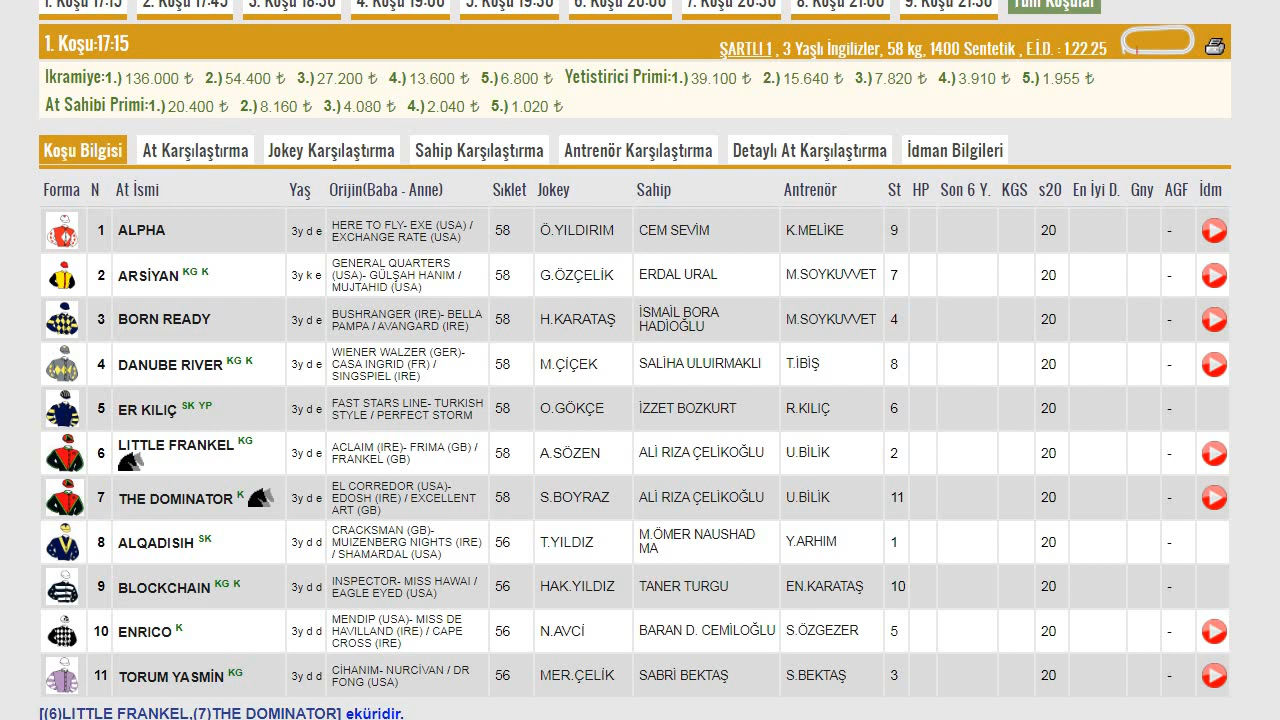 1. Koşu 17:15 2. Koşu 17:45 3. Koşu 18:30 4. Koşu 19:00 5. Koşu 19:30 6. Koşu 20:00 7. Koşu 20:30 8. Koşu 21:00 9. Koşu 21:30 Tüm Koşular
1. Koşu:17:15 ŞARTLI 1 , 3 Yaşlı İngilizler, 58 kg, 1400 Sentetik , E.İ.D. : 1.22.25
İkramiye:1.) 136.000 ₺ 2.) 54.400 ₺ 3.) 27.200 ₺ 4.) 13.600 ₺ 5.) 6.800 ₺ Yetistirici Primi:1.) 39.100 ₺ 2.) 15.640 ₺ 3.) 7.820 ₺ 4.) 3.910 ₺ 5.) 1.955 ₺
At Sahibi Primi:1.) 20.400 ₺ 2.) 8.160 ₺ 3.) 4.080 ₺ 4.) 2.040 ₺ 5.) 1.020 ₺
Koşu Bilgisi At Karşılaştırma Jokey Karşılaştırma Sahip Karşılaştırma Antrenör Karşılaştırma Detaylı At Karşılaştırma İdman Bilgileri
Forma N At İsmi Yaş Orijin(Baba - Anne) Sıklet Jokey Sahip Antrenör St HP Son 6 Y. KGS s20 En İyi D. Gny AGF İdm
1 ALPHA 3y d e HERE TO FLY- EXE (USA) / EXCHANGE RATE (USA) 58 Ö.YILDIRIM CEM SEVİM K.MELİKE 9 20 -
2 ARSİYAN KG K 3y k e GENERAL QUARTERS (USA)- GÜLŞAH HANIM / MUJTAHID (USA) 58 G.ÖZÇELİK ERDAL URAL M.SOYKUVVET 7 20 -
3 BORN READY 3y d e BUSHRANGER (IRE)- BELLA PAMPA / AVANGARD (IRE) 58 H.KARATAŞ İSMAİL BORA HADİOĞLU M.SOYKUVVET 4 20 -
4 DANUBE RIVER KG K 3y d e WIENER WALZER (GER)- CASA INGRID (FR) / SINGSPIEL (IRE) 58 M.ÇİÇEK SALİHA ULUIRMAKLI T.İBİŞ 8 20 -
5 ER KILIÇ SK YP 3y d e FAST STARS LINE- TURKISH STYLE / PERFECT STORM 58 O.GÖKÇE İZZET BOZKURT R.KILIÇ 6 20 -
6 LITTLE FRANKEL KG 3y d e ACLAIM (IRE)- FRIMA (GB) / FRANKEL (GB) 58 A.SÖZEN ALİ RIZA ÇELİKOĞLU U.BİLİK 2 20 -
7 THE DOMINATOR K 3y d e EL CORREDOR (USA)- EDOSH (IRE) / EXCELLENT ART (GB) 58 S.BOYRAZ ALİ RIZA ÇELİKOĞLU U.BİLİK 11 20 -
8 ALQADISIH SK 3y d d CRACKSMAN (GB)- MUIZENBERG NIGHTS (IRE) / SHAMARDAL (USA) 56 T.YILDIZ M.ÖMER NAUSHAD MA Y.ARHIM 1 20 -
9 BLOCKCHAIN KG K 3y d d INSPECTOR- MISS HAWAI / EAGLE EYED (USA) 56 HAK.YILDIZ TANER TURGU EN.KARATAŞ 10 20 -
10 ENRICO K 3y d d MENDIP (USA)- MISS DE HAVILLAND (IRE) / CAPE CROSS (IRE) 56 N.AVCİ BARAN D. CEMİLOĞLU S.ÖZGEZER 5 20 -
11 TORUM YASMİN KG 3y d d CİHANIM- NURCİVAN / DR FONG (USA) 56 MER.ÇELİK SABRİ BEKTAŞ S.BEKTAŞ 3 20 -
[(6)LITTLE FRANKEL,(7)THE DOMINATOR] eküridir.